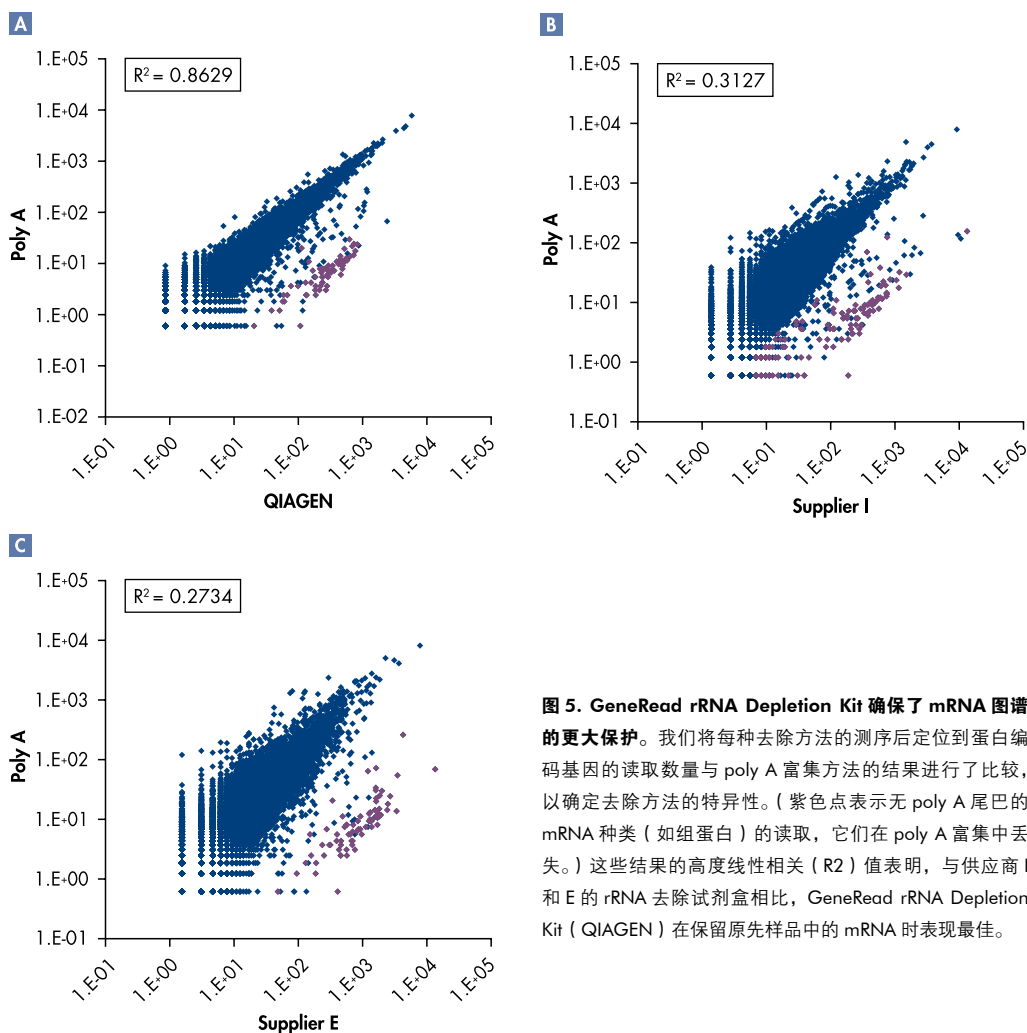 A
R² = 0.8629
1.E+05
1.E+04
1.E+03
1.E+02
1.E+01
1.E+00
1.E-01
1.E-02
Poly A
1.E-01
1.E+00
1.E+01
1.E+02
1.E+03
1.E+04
1.E+05
QIAGEN
B
R² = 0.3127
1.E+05
1.E+04
1.E+03
1.E+02
1.E+01
1.E+00
1.E-01
Poly A
1.E-01
1.E+00
1.E+01
1.E+02
1.E+03
1.E+04
1.E+05
Supplier I
C
R² = 0.2734
1.E+05
1.E+04
1.E+03
1.E+02
1.E+01
1.E+00
1.E-01
Poly A
1.E-01
1.E+00
1.E+01
1.E+02
1.E+03
1.E+04
1.E+05
Supplier E
图 5. GeneRead rRNA Depletion Kit 确保了 mRNA 图谱
的更大保护。我们将每种去除方法的测序后定位到蛋白编
码基因的读取数量与 poly A 富集方法的结果进行了比较，
以确定去除方法的特异性。（紫色点表示无 poly A 尾巴的
mRNA 种类（如组蛋白）的读取，它们在 poly A 富集中丢
失。）这些结果的高度线性相关（R2）值表明，与供应商 I
和 E 的 rRNA 去除试剂盒相比，GeneRead rRNA Depletion
Kit（QIAGEN）在保留原先样品中的 mRNA 时表现最佳。